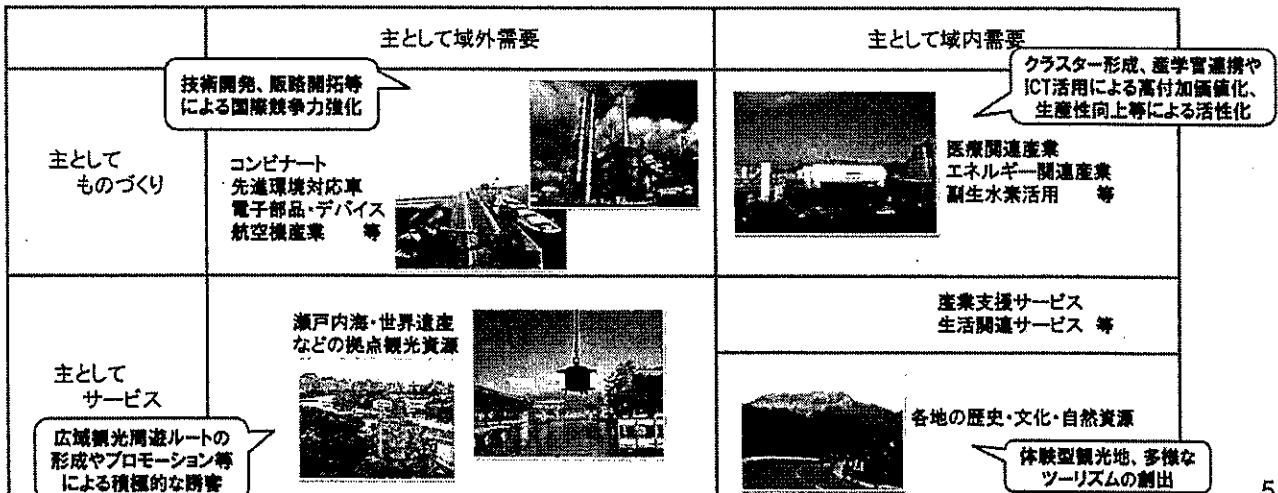 主として域外需要
主として域内需要
技術開発、販路開拓等
による国際競争力強化
クラスター形成、産学官連携や
ICT活用による高付加価値化、
生産性向上等による活性化
主として
ものづくり
コンビナート
先進環境対応車
電子部品・デバイス
航空機産業　等
医療関連産業
エネルギー関連産業
副生水素活用　等
主として
サービス
瀬戸内海・世界遺産
などの拠点観光資源
産業支援サービス
生活関連サービス 等
広域観光周遊ルートの
形成やプロモーション等
による積極的な誘客
各地の歴史・文化・自然資源
体験型観光地、多様な
ツーリズムの創出
5